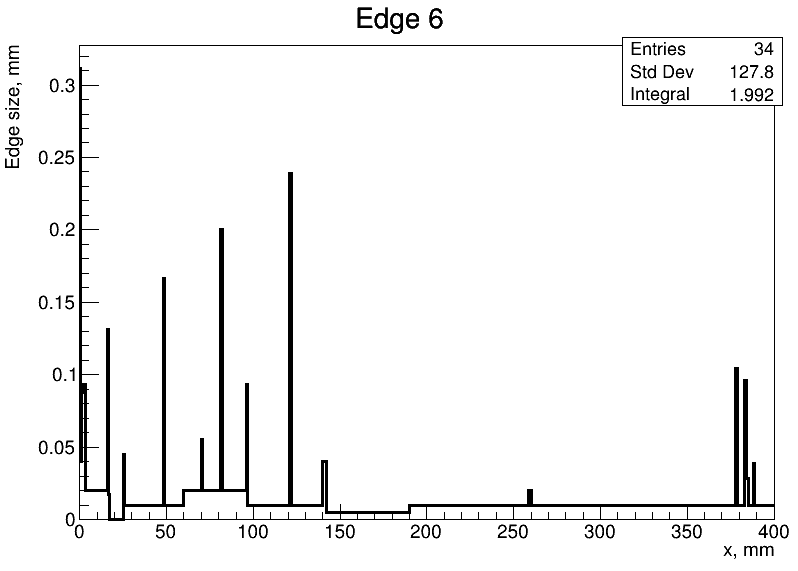 Edge 6
Entries 34
Std Dev 127.8
Integral 1.992
Edge size, mm
0.3
0.25
0.2
0.15
0.1
0.05
0
0 50 100 150 200 250 300 350 400
x, mm